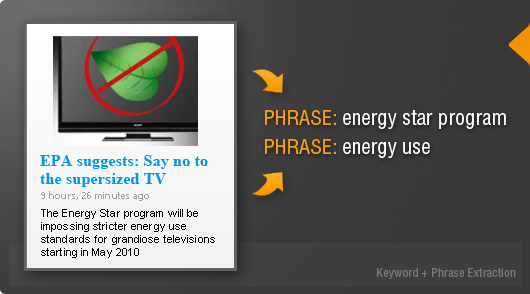 EPA suggests: Say no to
the supersized TV
9 hours, 26 minutes ago
The Energy Star program will be
impossing stricter energy use
standards for grandiose televisions
starting in May 2010
PHRASE: energy star program
PHRASE: energy use
Keyword + Phrase Extraction